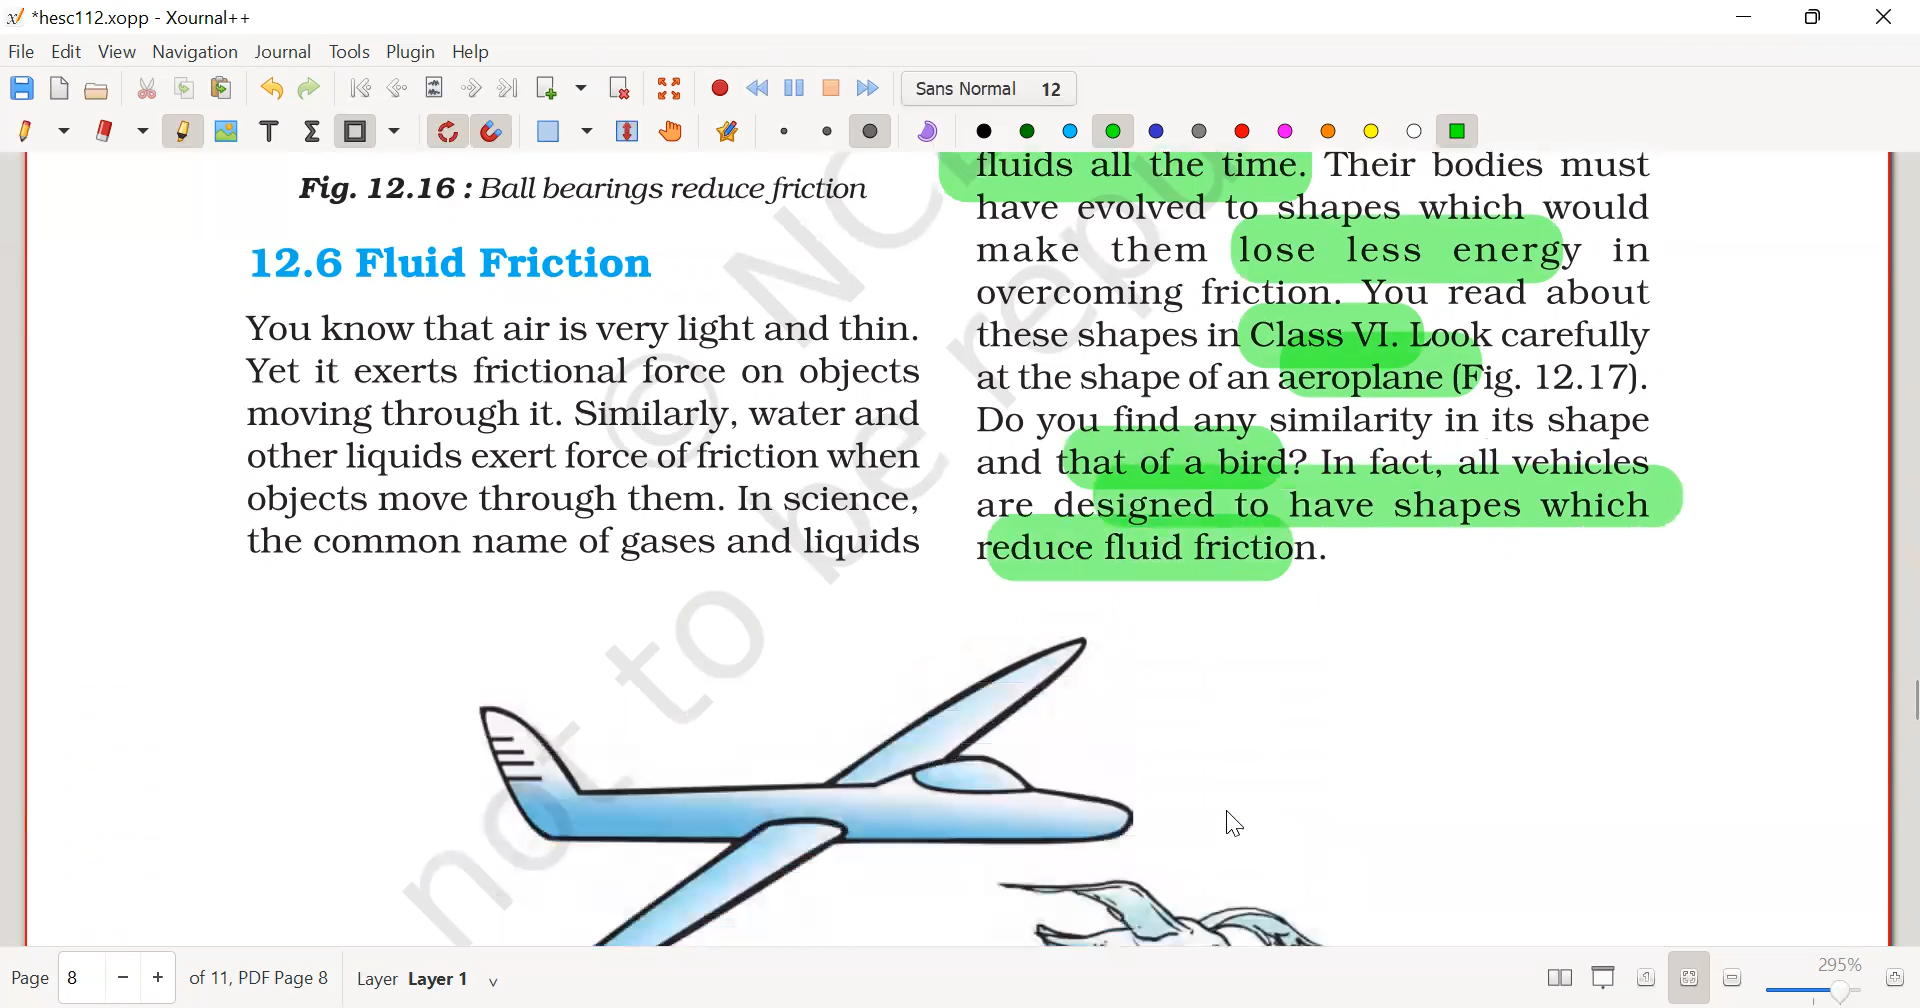 *hesc112.xopp - Xournal++
File Edit View Navigation Journal Tools Plugin Help
Sans Normal 12
T Σ
Fig. 12.16 : Ball bearings reduce friction
12.6 Fluid Friction
You know that air is very light and thin.
Yet it exerts frictional force on objects
moving through it. Similarly, water and
other liquids exert force of friction when
objects move through them. In science,
the common name of gases and liquids
fluids all the time. Their bodies must
have evolved to shapes which would
make them lose less energy in
overcoming friction. You read about
these shapes in Class VI. Look carefully
at the shape of an aeroplane (Fig. 12.17).
Do you find any similarity in its shape
and that of a bird? In fact, all vehicles
are designed to have shapes which
reduce fluid friction.
not to be
Page 8 − + of 11, PDF Page 8 Layer Layer 1 295%